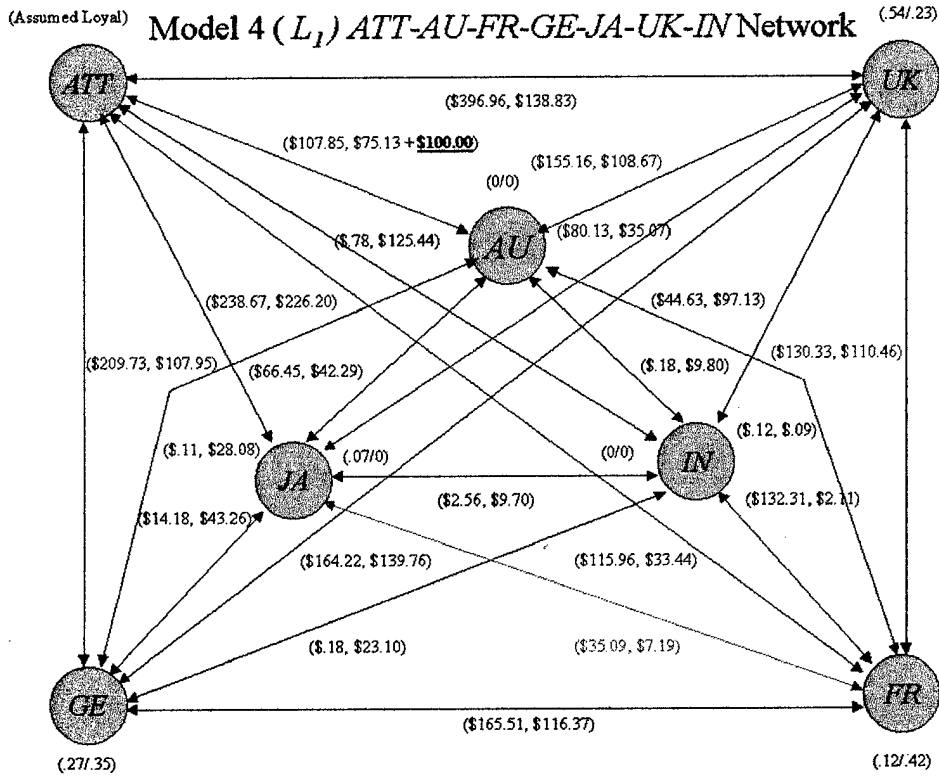 (Assumed Loyal)
Model 4 ( L1) ATT-AU-FR-GE-JA-UK-IN Network
(.54/.23)
ATT
UK
($396.96, $138.83)
($107.85, $75.13 + $100.00)
($155.16, $108.67)
(0/0)
($80.13, $35.07)
($.78, $125.44)
AU
($238.67, $226.20)
($44.63, $97.13)
($209.73, $107.95)
($130.33, $110.46)
($66.45, $42.29)
($.18, $9.80)
($.12, $.09)
($.11, $28.08)
(.07/0)
(0/0)
JA
IN
($2.56, $9.70)
($132.31, $2.11)
($14.18, $43.26)
($164.22, $139.76)
($115.96, $33.44)
($.18, $23.10)
($35.09, $7.19)
GE
FR
($165.51, $116.37)
(.27/.35)
(.12/.42)